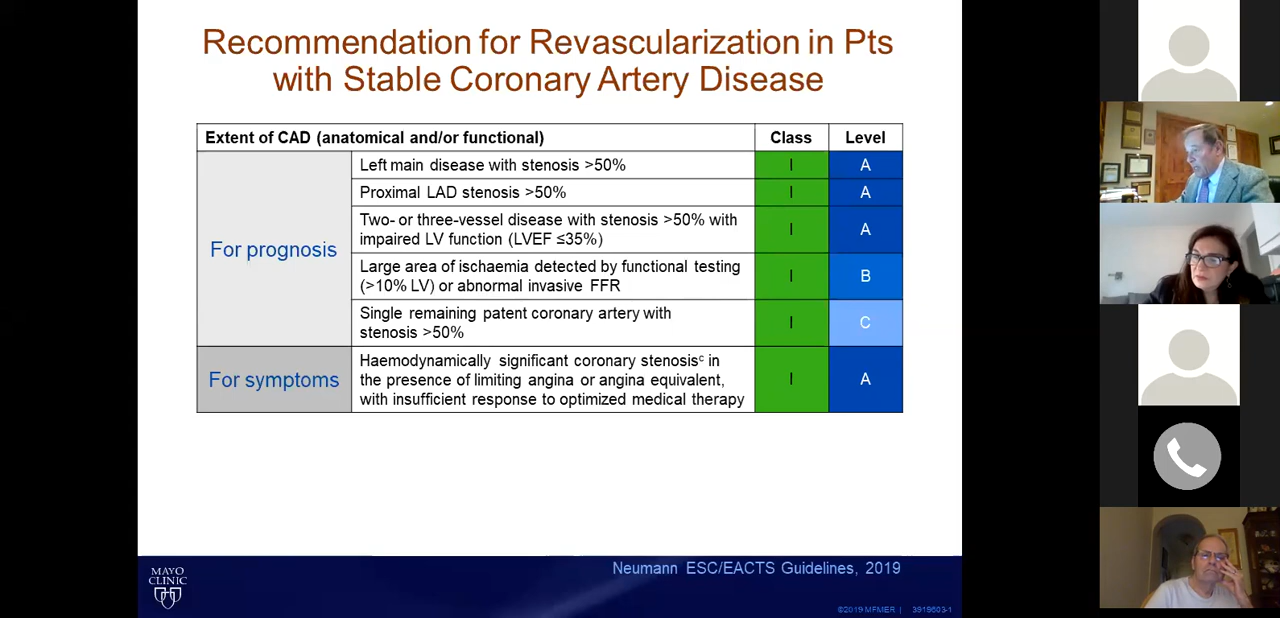 Recommendation for Revascularization in Pts
with Stable Coronary Artery Disease
Extent of CAD (anatomical and/or functional) Class Level
For prognosis
Left main disease with stenosis >50% I A
Proximal LAD stenosis >50% I A
Two- or three-vessel disease with stenosis >50% with
impaired LV function (LVEF ≤35%) I A
Large area of ischaemia detected by functional testing
(>10% LV) or abnormal invasive FFR I B
Single remaining patent coronary artery with
stenosis >50% I C
For symptoms
Haemodynamically significant coronary stenosisᶜ in
the presence of limiting angina or angina equivalent,
with insufficient response to optimized medical therapy I A
Neumann ESC/EACTS Guidelines, 2019
MAYO
CLINIC
©2019 MFMER | 3919603-1